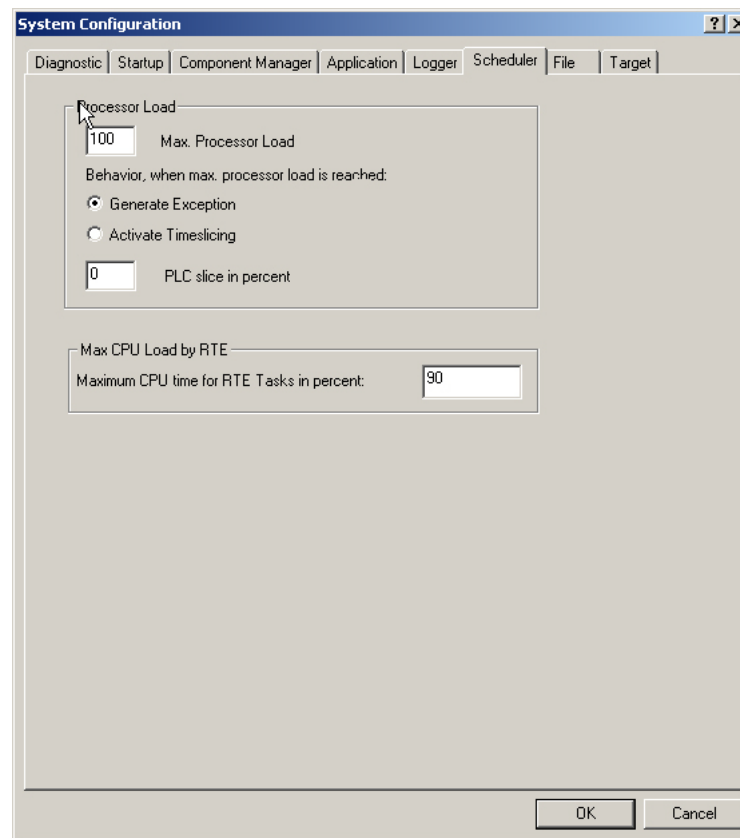 System Configuration
Diagnostic Startup Component Manager Application Logger Scheduler File Target
Processor Load
100 Max. Processor Load
Behavior, when max. processor load is reached:
Generate Exception
Activate Timeslicing
0 PLC slice in percent
Max CPU Load by RTE
Maximum CPU time for RTE Tasks in percent: 90
OK Cancel